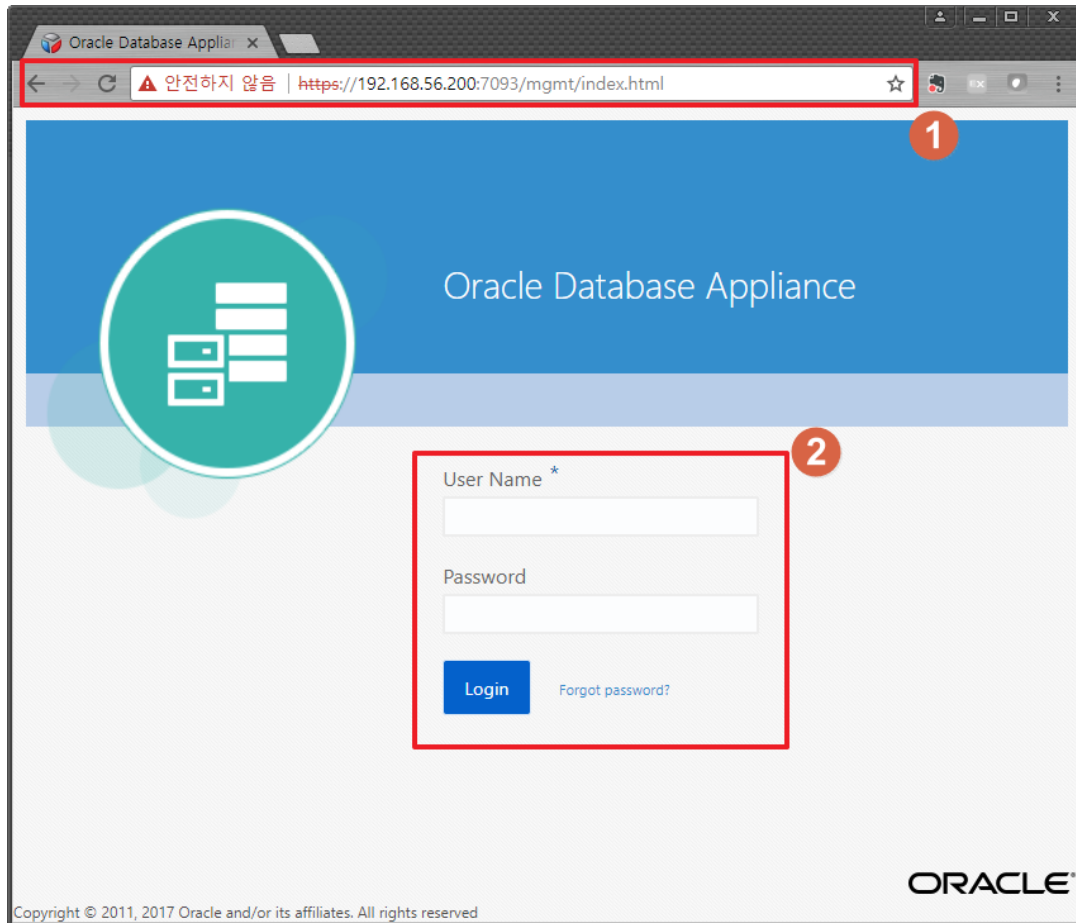 Oracle Database Applia
안전하지 않음 | https://192.168.56.200:7093/mgmt/index.html
1
Oracle Database Appliance
2
User Name *
Password
Login Forgot password?
ORACLE
Copyright © 2011, 2017 Oracle and/or its affiliates. All rights reserved